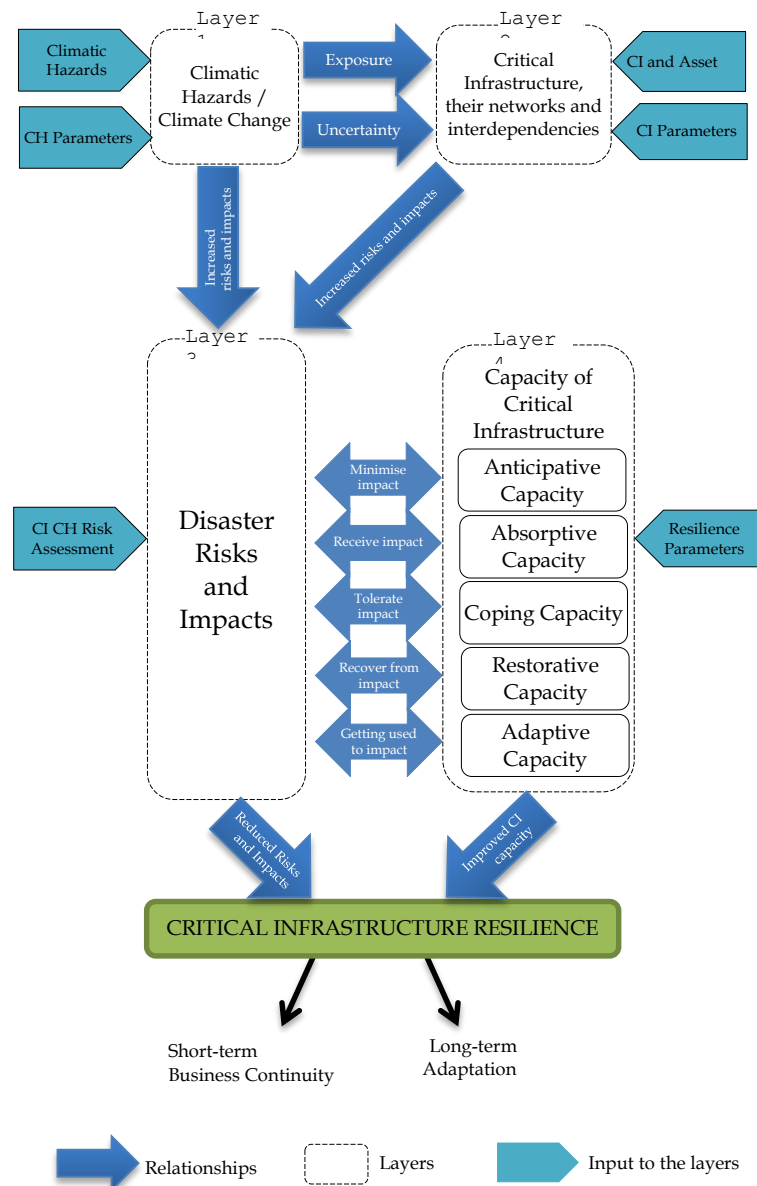 Layer
Layer
Climatic
Hazards
CH Parameters
Climatic
Hazards /
Climate Change
Exposure
Uncertainty
Critical
Infrastructure,
their networks and
interdependencies
CI and Asset
CI Parameters
Increased
risks and impacts
Increased risks and impacts
Layer
Layer
CI CH Risk
Assessment
Disaster
Risks
and
Impacts
Minimise
impact
Receive impact
Tolerate
impact
Recover from
impact
Getting used
to impact
Capacity of
Critical
Infrastructure
Anticipative
Capacity
Absorptive
Capacity
Coping Capacity
Restorative
Capacity
Adaptive
Capacity
Resilience
Parameters
Reduced Risks
and Impacts
Improved CI
capacity
CRITICAL INFRASTRUCTURE RESILIENCE
Short-term
Business Continuity
Long-term
Adaptation
Relationships
Layers
Input to the layers